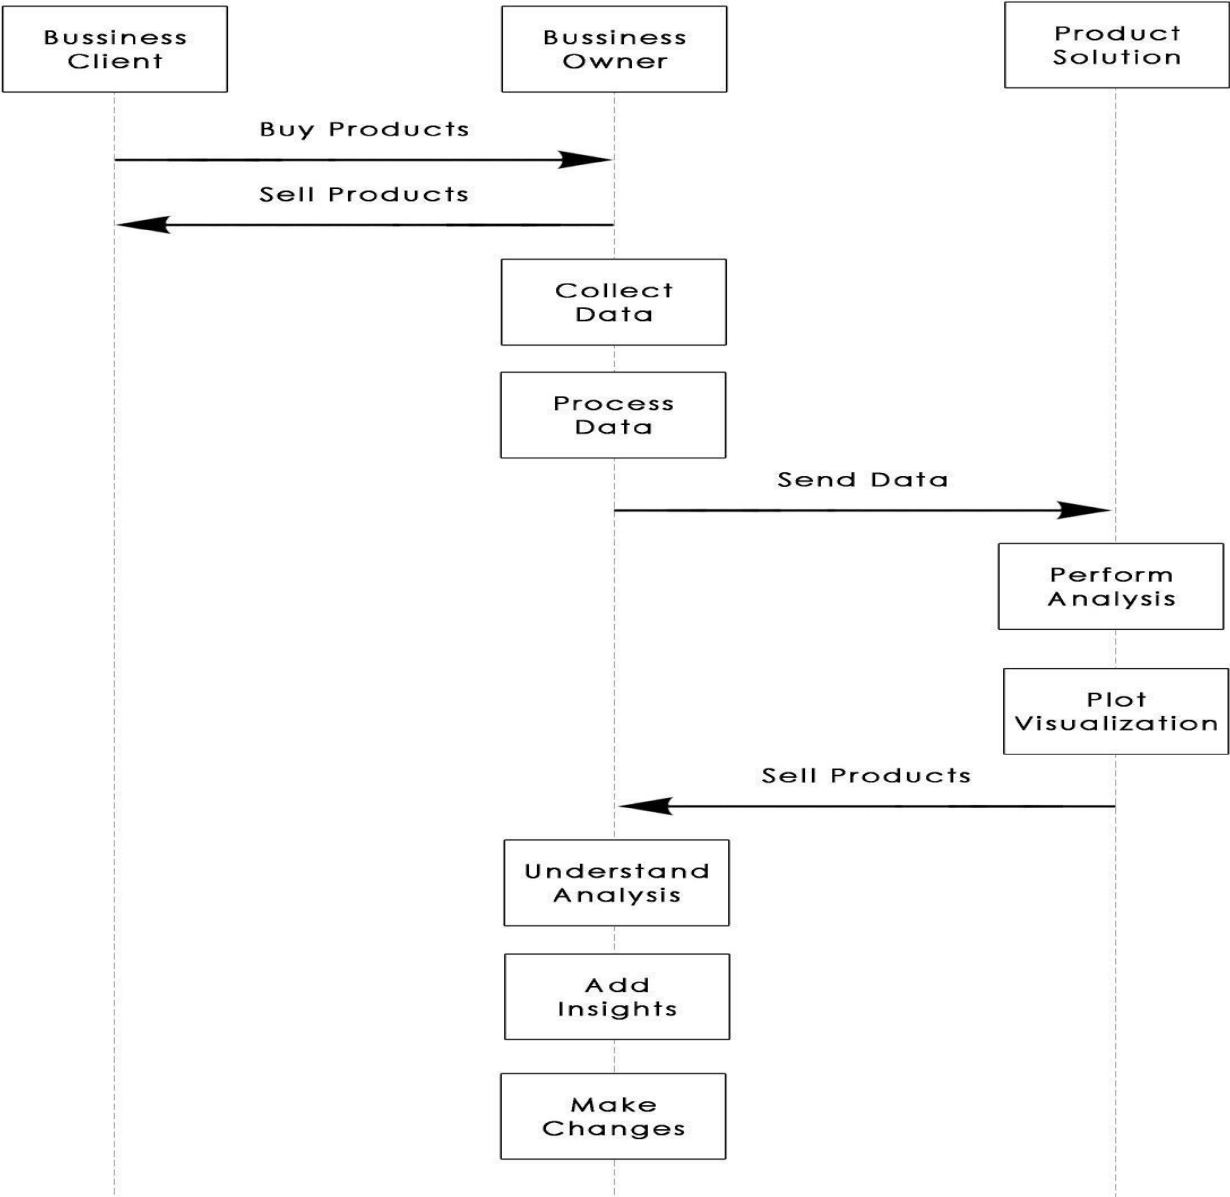 Bussiness
Client
Bussiness
Owner
Product
Solution
Buy Products
Sell Products
Collect
Data
Process
Data
Send Data
Perform
Analysis
Plot
Visualization
Sell Products
Understand
Analysis
Add
Insights
Make
Changes